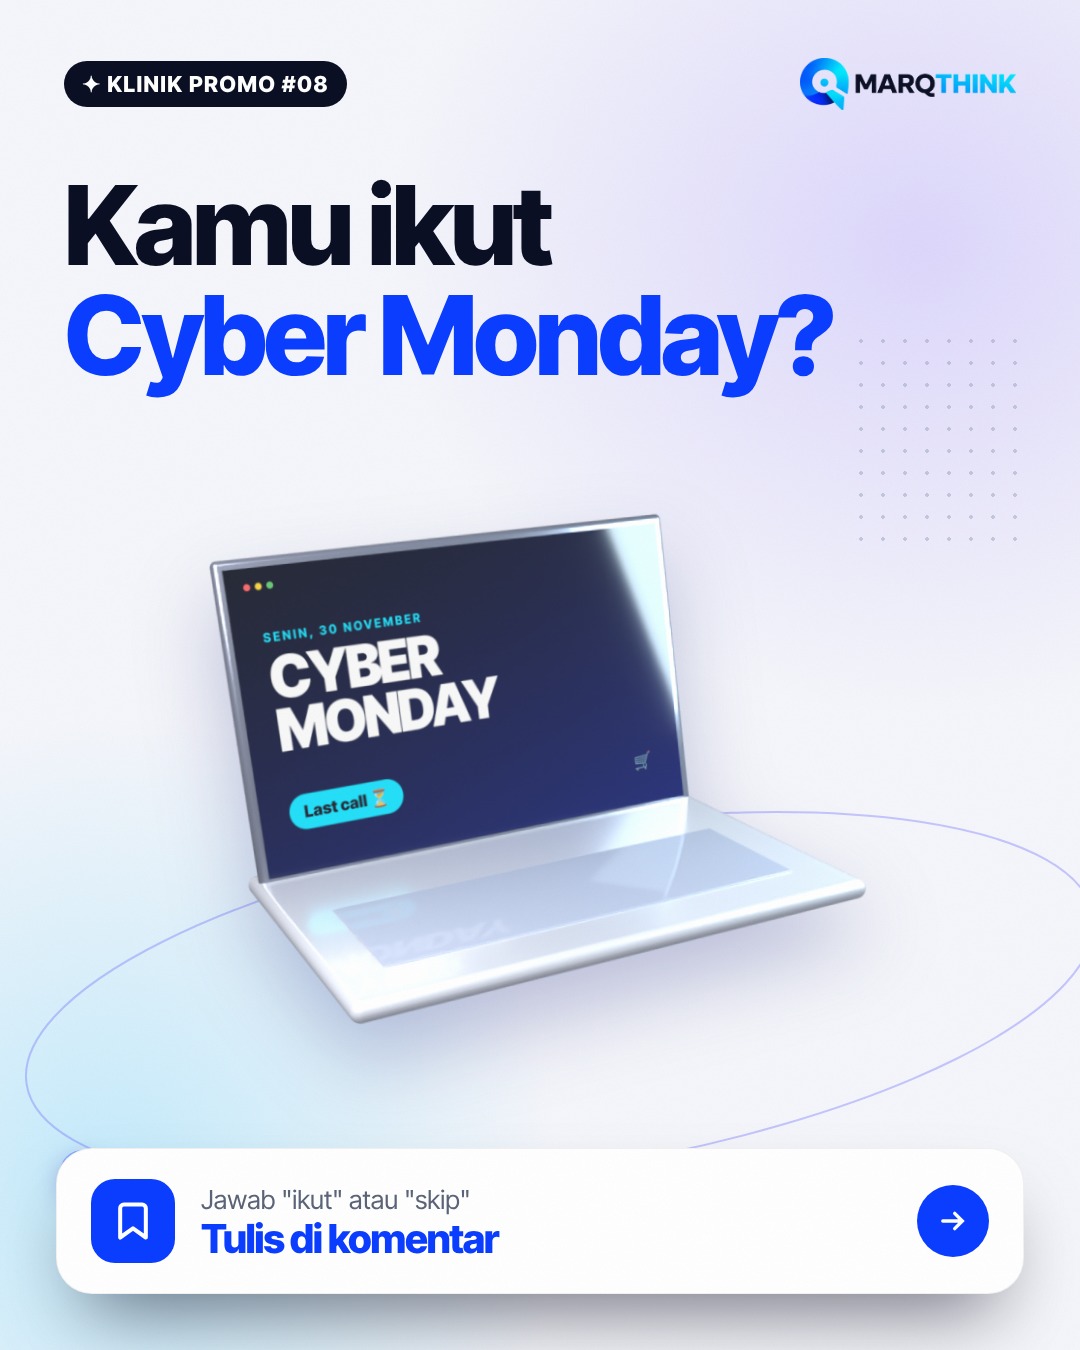 ✦ KLINIK PROMO #08
MARQTHINK
Kamu ikut
Cyber Monday?
SENIN, 30 NOVEMBER
CYBER
MONDAY
Last call ⏳
Jawab "ikut" atau "skip"
Tulis di komentar